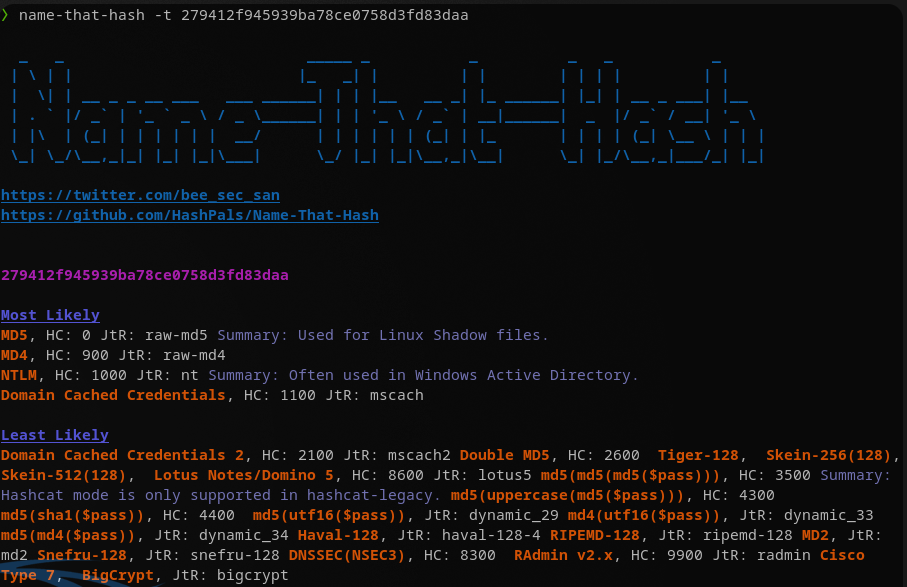 ❯ name-that-hash -t 279412f945939ba78ce0758d3fd83daa
Name-That-Hash
https://twitter.com/bee_sec_san
https://github.com/HashPals/Name-That-Hash
279412f945939ba78ce0758d3fd83daa
Most Likely
MD5, HC: 0 JtR: raw-md5 Summary: Used for Linux Shadow files.
MD4, HC: 900 JtR: raw-md4
NTLM, HC: 1000 JtR: nt Summary: Often used in Windows Active Directory.
Domain Cached Credentials, HC: 1100 JtR: mscach
Least Likely
Domain Cached Credentials 2, HC: 2100 JtR: mscach2 Double MD5, HC: 2600  Tiger-128,  Skein-256(128),
Skein-512(128),  Lotus Notes/Domino 5, HC: 8600 JtR: lotus5 md5(md5(md5($pass))), HC: 3500 Summary:
Hashcat mode is only supported in hashcat-legacy. md5(uppercase(md5($pass))), HC: 4300
md5(sha1($pass)), HC: 4400  md5(utf16($pass)), JtR: dynamic_29 md4(utf16($pass)), JtR: dynamic_33
md5(md4($pass)), JtR: dynamic_34 Haval-128, JtR: haval-128-4 RIPEMD-128, JtR: ripemd-128 MD2, JtR:
md2 Snefru-128, JtR: snefru-128 DNSSEC(NSEC3), HC: 8300  RAdmin v2.x, HC: 9900 JtR: radmin Cisco
Type 7,  BigCrypt, JtR: bigcrypt